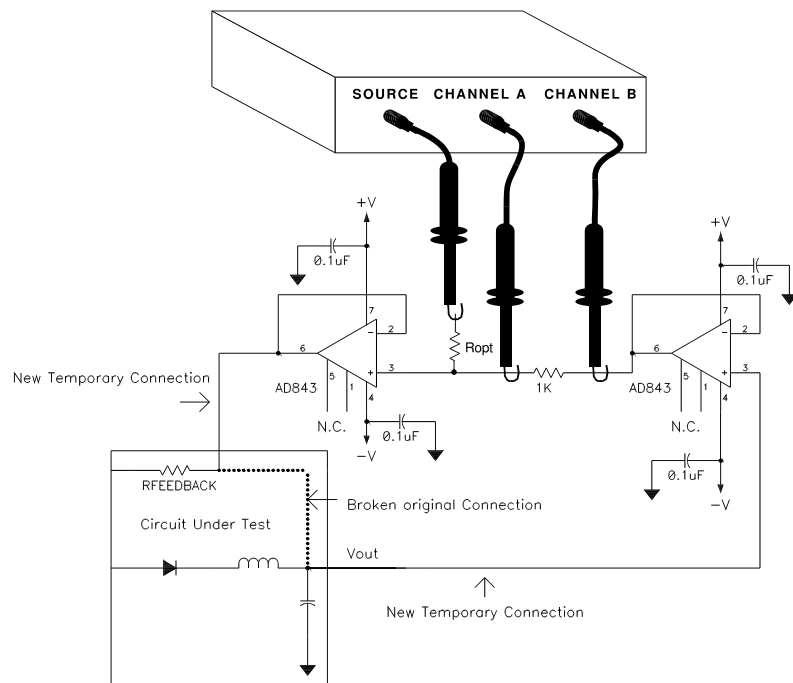 SOURCE CHANNEL A CHANNEL B
+V
+V
0.1uF
0.1uF
7
7
2
2
6
6
Ropt
3
3
1K
5
1
4
5
1
4
AD843
AD843
New Temporary Connection
N.C.
N.C.
0.1uF
0.1uF
-V
-V
RFEEDBACK
Broken original Connection
Circuit Under Test
Vout
New Temporary Connection
-
+
-
+